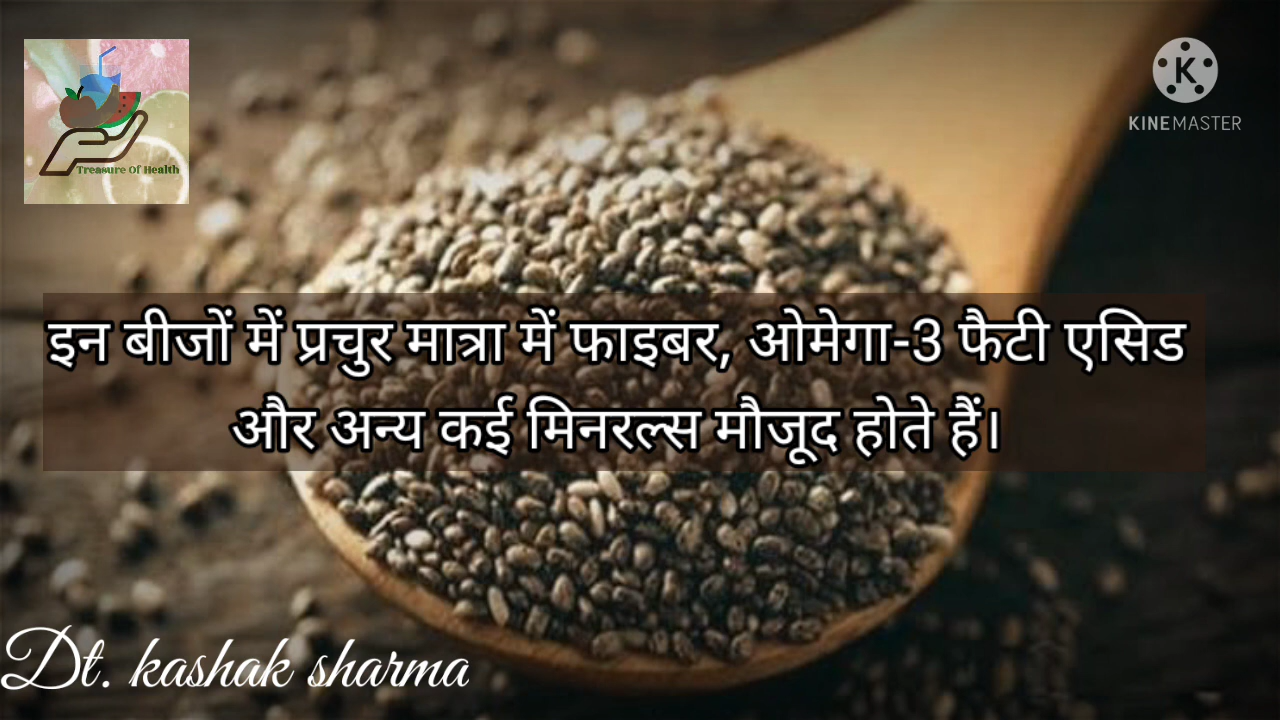 Treasure Of Health
K
KINEMASTER
इन बीजों में प्रचुर मात्रा में फाइबर, ओमेगा-3 फैटी एसिड
और अन्य कई मिनरल्स मौजूद होते हैं।
Dt. kashak sharma